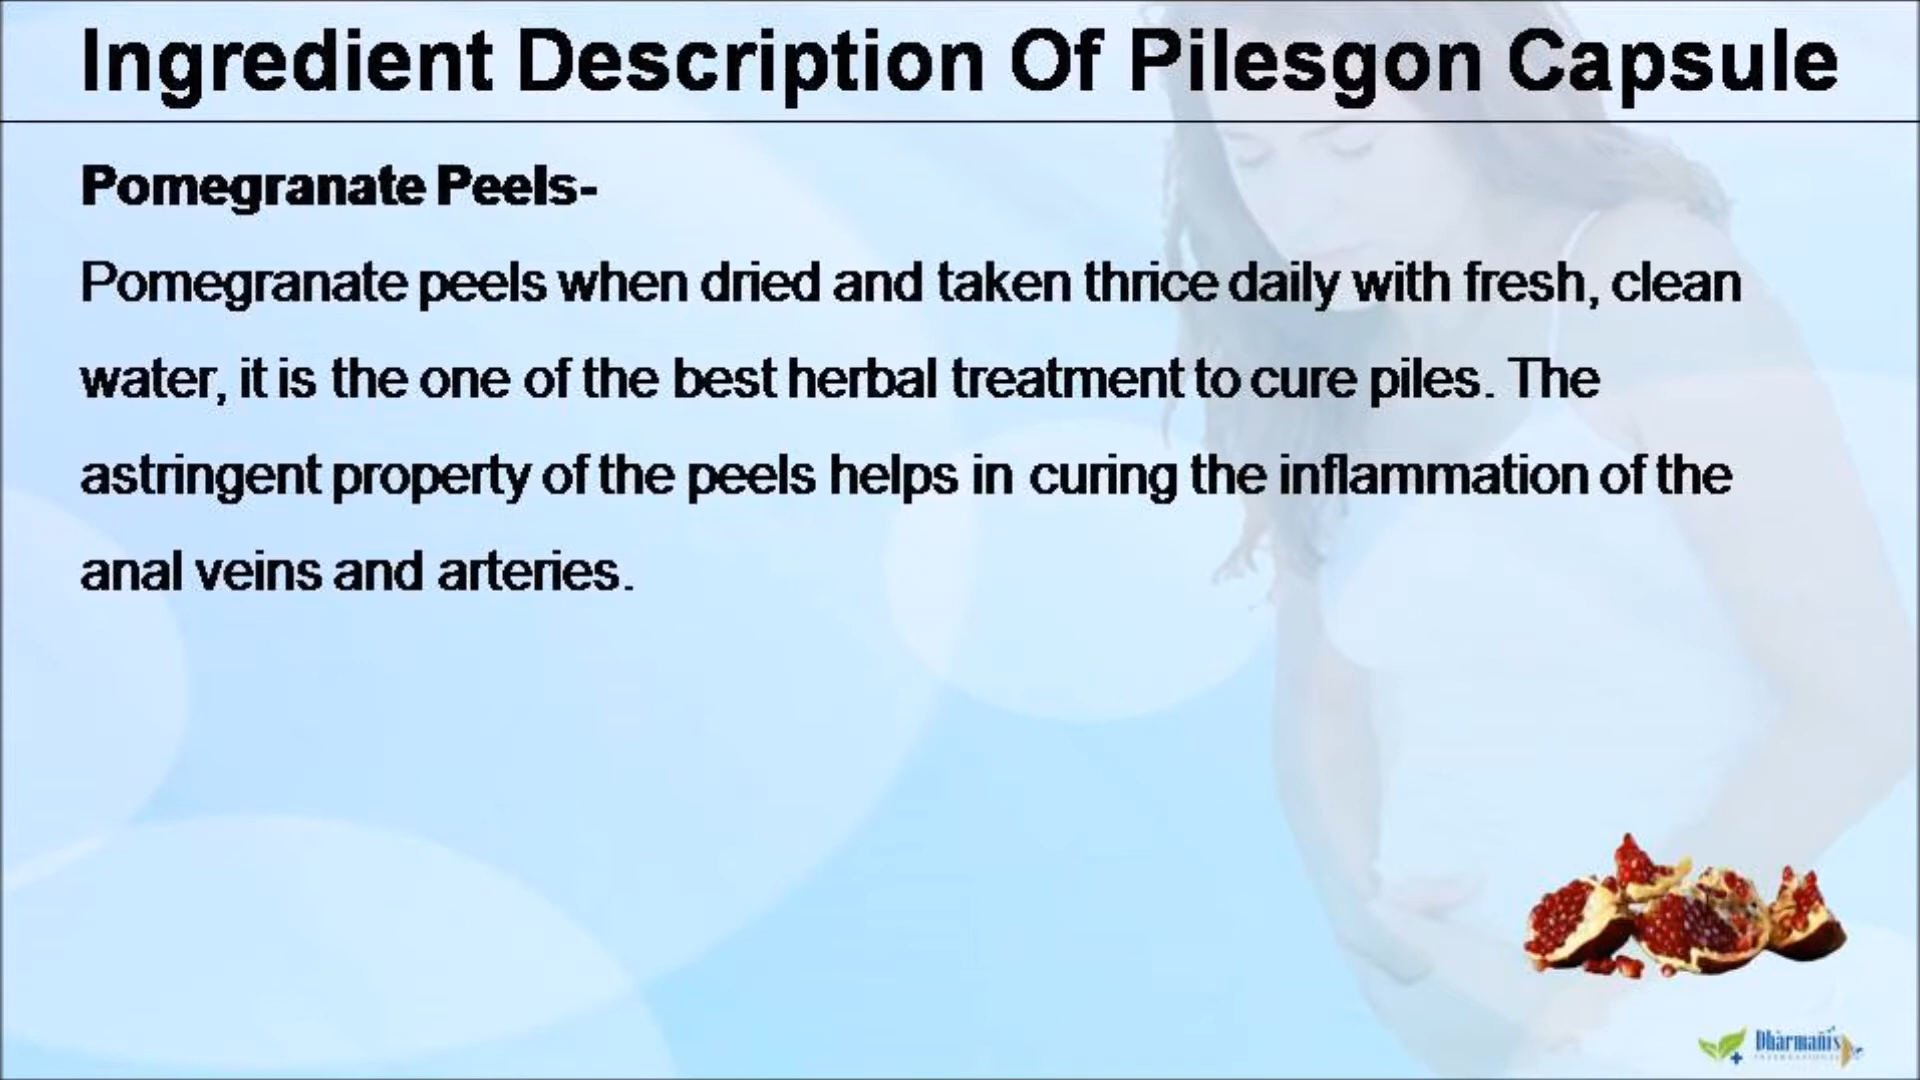 Ingredient Description Of Pilesgon Capsule
Pomegranate Peels-
Pomegranate peels when dried and taken thrice daily with fresh, clean
water, it is the one of the best herbal treatment to cure piles. The
astringent property of the peels helps in curing the inflammation of the
anal veins and arteries.
Dharmani's
INTERNATIONAL